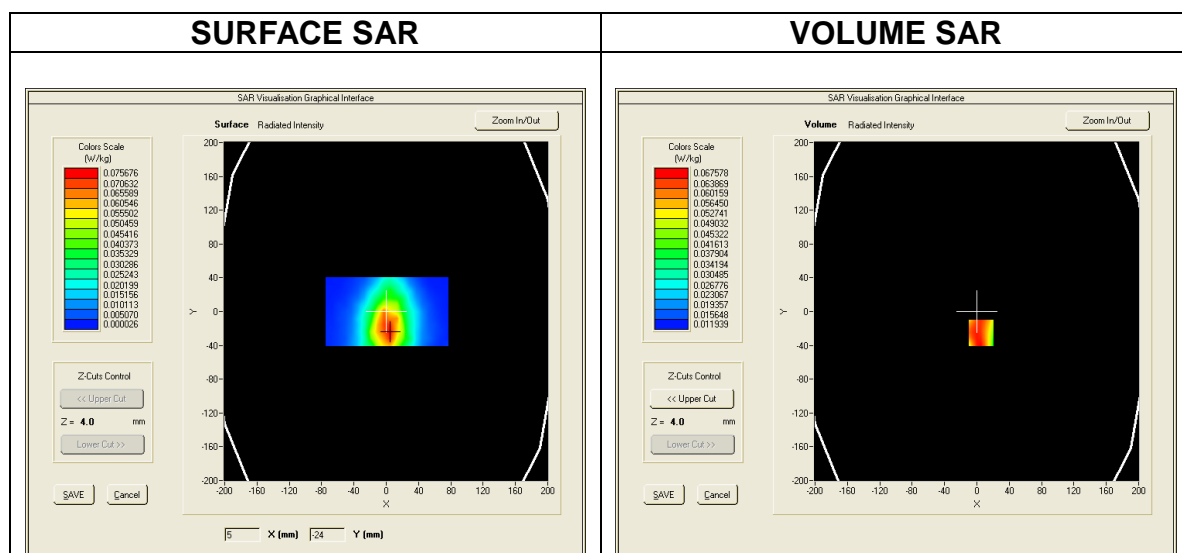 SURFACE SAR
VOLUME SAR
SAR Visualisation Graphical Interface
Surface Radiated Intensity
Zoom In/Out
Colors Scale
(W/kg)
0.075676
0.070632
0.065589
0.060546
0.055502
0.050459
0.045416
0.040373
0.035329
0.030286
0.025243
0.020199
0.015156
0.010113
0.005070
0.000026
Z-Cuts Control
<< Upper Cut
Z = 4.0 mm
Lower Cut >>
SAVE
Cancel
200
160
120
80
40
0
-40
-80
-120
-160
-200
Y
-200 -160 -120 -80 -40 0 40 80 120 160 200
X
5 X (mm) -24 Y (mm)
SAR Visualisation Graphical Interface
Volume Radiated Intensity
Zoom In/Out
Colors Scale
(W/kg)
0.067578
0.063869
0.060159
0.056450
0.052741
0.049032
0.045322
0.041613
0.037904
0.034194
0.030485
0.026776
0.023067
0.019357
0.015648
0.011939
Z-Cuts Control
<< Upper Cut
Z = 4.0 mm
Lower Cut >>
SAVE
Cancel
200
160
120
80
40
0
-40
-80
-120
-160
-200
Y
-200 -160 -120 -80 -40 0 40 80 120 160 200
X